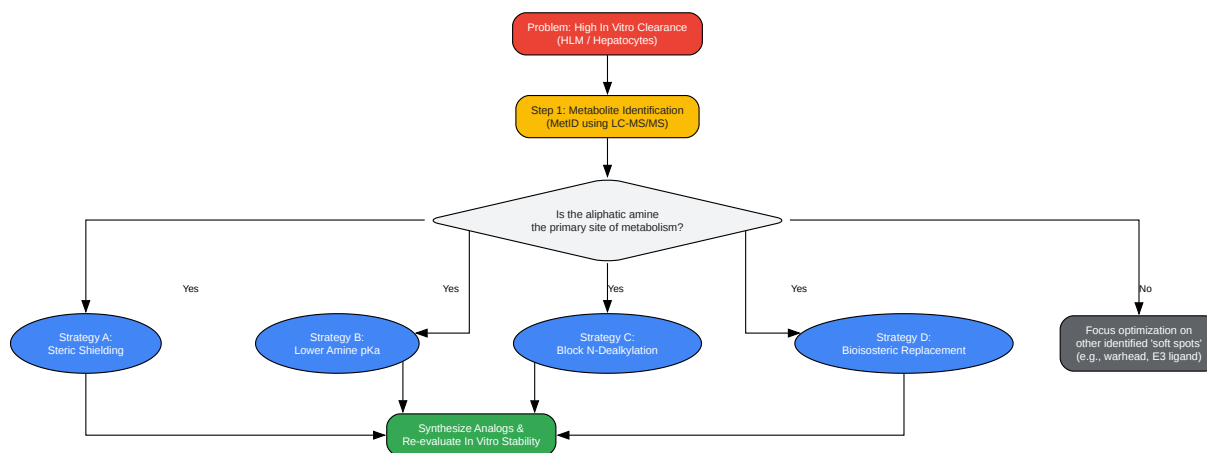 Problem: High In Vitro Clearance
(HLM / Hepatocytes)
Step 1: Metabolite Identification
(MetID using LC-MS/MS)
Is the aliphatic amine
the primary site of metabolism?
Yes
Yes
Yes
Yes
No
Strategy A:
Steric Shielding
Strategy B:
Lower Amine pKa
Strategy C:
Block N-Dealkylation
Strategy D:
Bioisosteric Replacement
Focus optimization on
other identified 'soft spots'
(e.g., warhead, E3 ligand)
Synthesize Analogs &
Re-evaluate In Vitro Stability